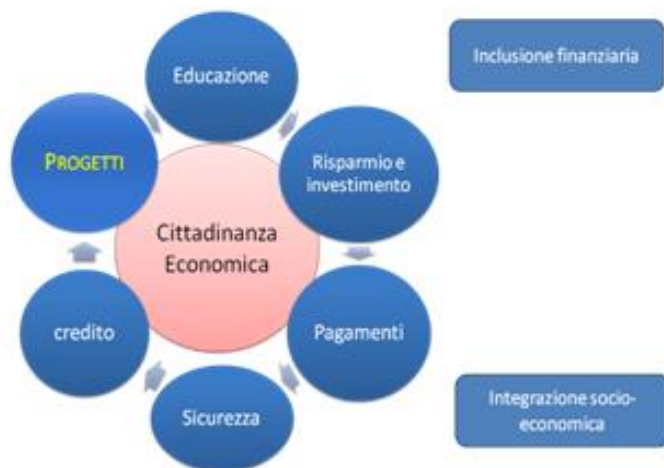 Educazione
Inclusione finanziaria
PROGETTI
Risparmio e
investimento
Cittadinanza
Economica
credito
Pagamenti
Sicurezza
Integrazione socio-
economica